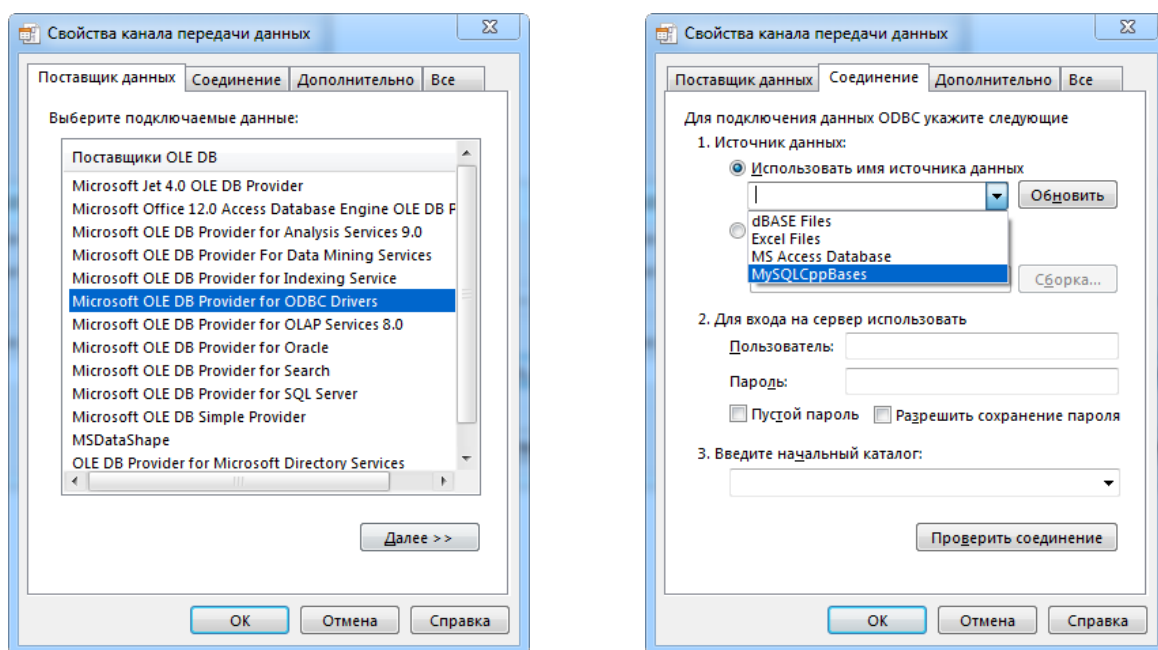 Свойства канала передачи данных
Поставщик данных Соединение Дополнительно Все
Выберите подключаемые данные:
Поставщики OLE DB
Microsoft Jet 4.0 OLE DB Provider
Microsoft Office 12.0 Access Database Engine OLE DB P
Microsoft OLE DB Provider for Analysis Services 9.0
Microsoft OLE DB Provider For Data Mining Services
Microsoft OLE DB Provider for Indexing Service
Microsoft OLE DB Provider for ODBC Drivers
Microsoft OLE DB Provider for OLAP Services 8.0
Microsoft OLE DB Provider for Oracle
Microsoft OLE DB Provider for Search
Microsoft OLE DB Provider for SQL Server
Microsoft OLE DB Simple Provider
MSDataShape
OLE DB Provider for Microsoft Directory Services
Далее >>
ОК Отмена Справка
Свойства канала передачи данных
Поставщик данных Соединение Дополнительно Все
Для подключения данных ODBC укажите следующие
1. Источник данных:
Использовать имя источника данных
Обновить
dBASE Files
Excel Files
MS Access Database
MySQLCppBases
Сборка...
2. Для входа на сервер использовать
Пользователь:
Пароль:
Пустой пароль Разрешить сохранение пароля
3. Введите начальный каталог:
Проверить соединение
ОК Отмена Справка